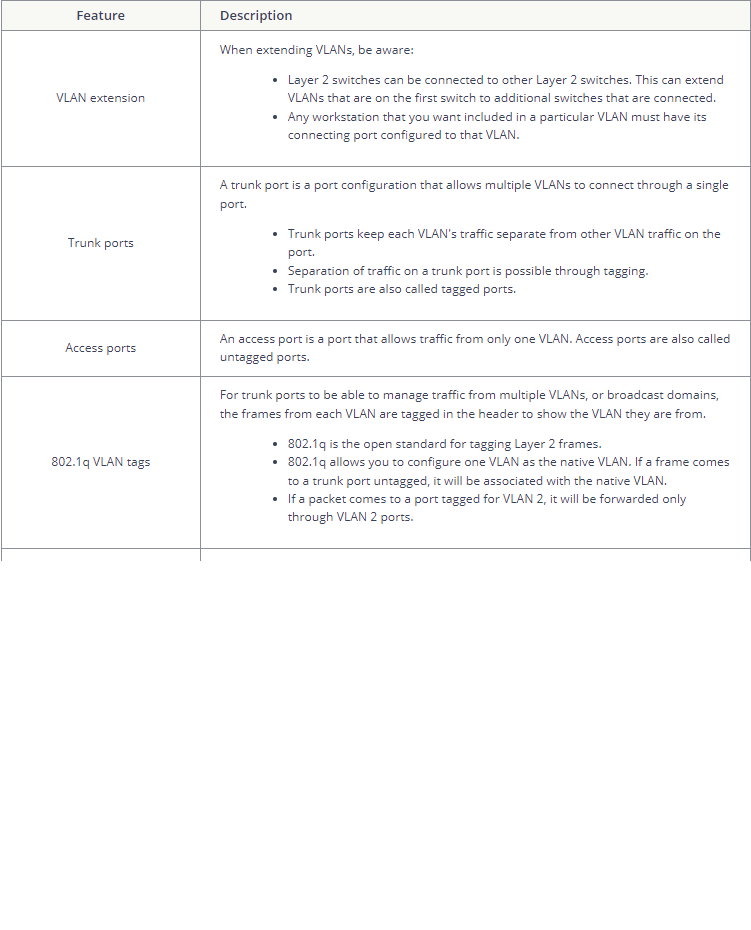 Feature
Description
VLAN extension
When extending VLANs, be aware:
• Layer 2 switches can be connected to other Layer 2 switches. This can extend
VLANs that are on the first switch to additional switches that are connected.
• Any workstation that you want included in a particular VLAN must have its
connecting port configured to that VLAN.
Trunk ports
A trunk port is a port configuration that allows multiple VLANs to connect through a single
port.
• Trunk ports keep each VLAN's traffic separate from other VLAN traffic on the
port.
• Separation of traffic on a trunk port is possible through tagging.
• Trunk ports are also called tagged ports.
Access ports
An access port is a port that allows traffic from only one VLAN. Access ports are also called
untagged ports.
802.1q VLAN tags
For trunk ports to be able to manage traffic from multiple VLANs, or broadcast domains,
the frames from each VLAN are tagged in the header to show the VLAN they are from.
• 802.1q is the open standard for tagging Layer 2 frames.
• 802.1q allows you to configure one VLAN as the native VLAN. If a frame comes
to a trunk port untagged, it will be associated with the native VLAN.
• If a packet comes to a port tagged for VLAN 2, it will be forwarded only
through VLAN 2 ports.